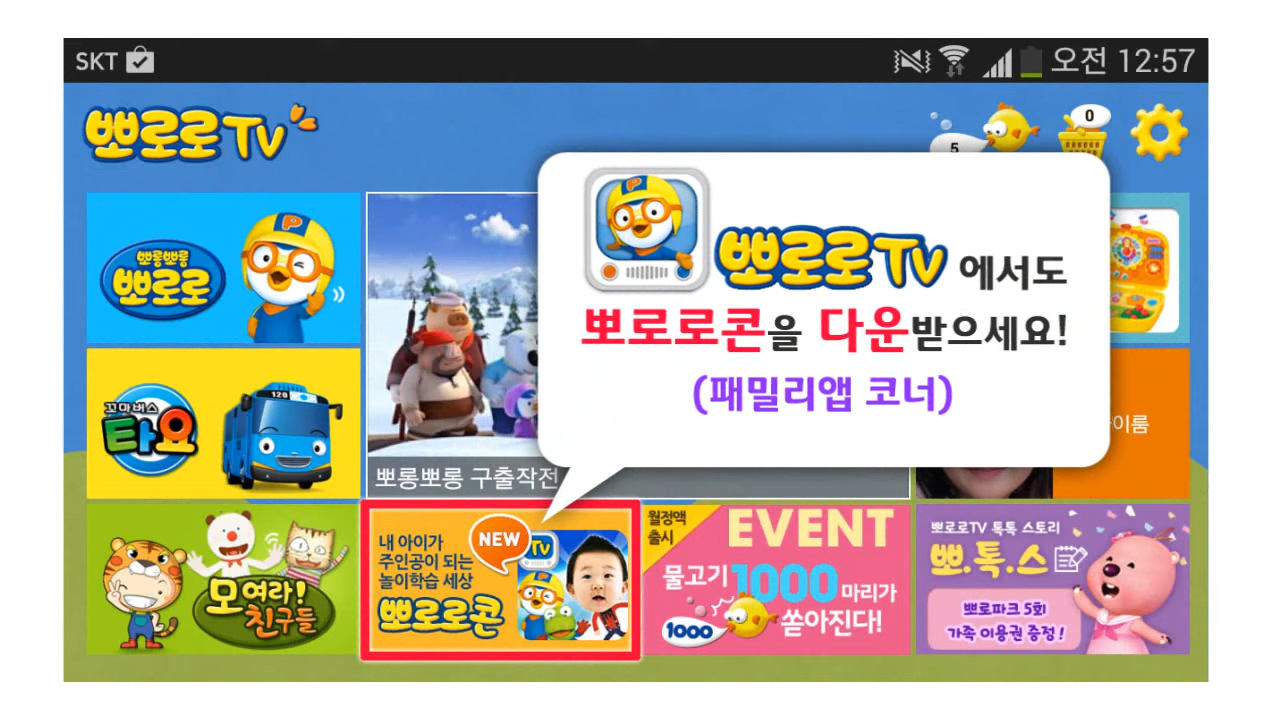 SKT
오전 12:57
뽀로로TV
5
0
뽀롱뽀롱
뽀로로
P
뽀로로TV 에서도
뽀로로콘을 다운받으세요!
(패밀리앱 코너)
꼬마버스
타요
120
뽀롱뽀롱 구출작전
이룸
모여라!
친구들
내 아이가
주인공이 되는
놀이학습 세상
뽀로로콘
NEW
TV
월정액
출시
EVENT
물고기 1000 마리가
쏟아진다!
1000
뽀로로TV 톡톡 스토리
뽀.톡.스
뽀로파크 5회
가족 이용권 증정!